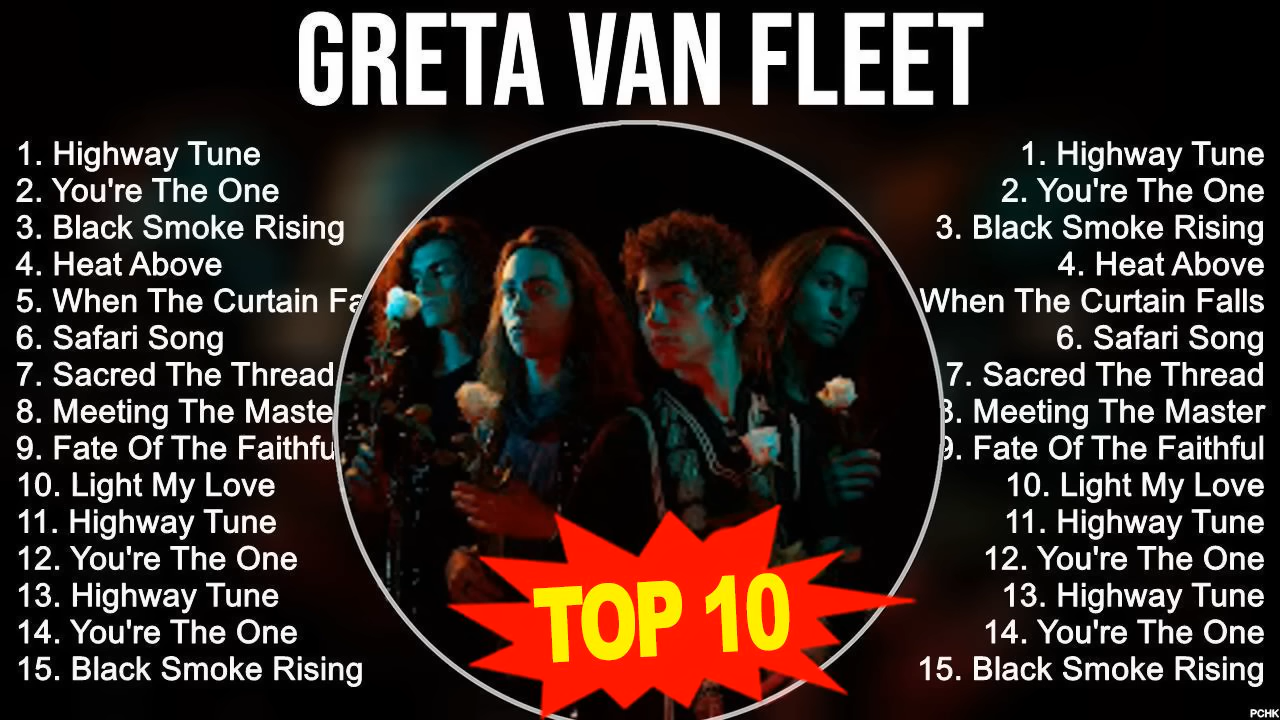 GRETA VAN FLEET
1. Highway Tune
2. You're The One
3. Black Smoke Rising
4. Heat Above
5. When The Curtain Fa
6. Safari Song
7. Sacred The Thread
8. Meeting The Maste
9. Fate Of The Faithfu
10. Light My Love
11. Highway Tune
12. You're The One
13. Highway Tune
14. You're The One
15. Black Smoke Rising
1. Highway Tune
2. You're The One
3. Black Smoke Rising
4. Heat Above
When The Curtain Falls
6. Safari Song
7. Sacred The Thread
8. Meeting The Master
9. Fate Of The Faithful
10. Light My Love
11. Highway Tune
12. You're The One
13. Highway Tune
14. You're The One
15. Black Smoke Rising
TOP 10
PCHK